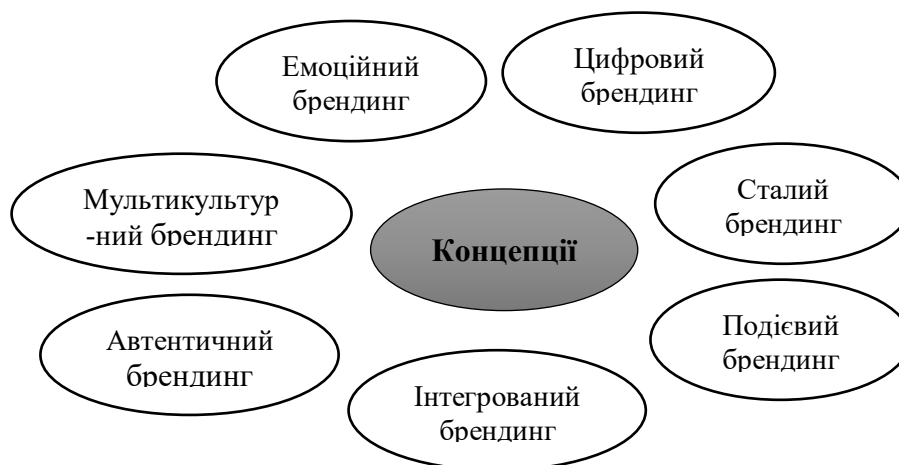 Емоційний
брендинг
Цифровий
брендинг
Мультикультур
-ний брендинг
Сталий
брендинг
Концепції
Автентичний
брендинг
Подієвий
брендинг
Інтегрований
брендинг